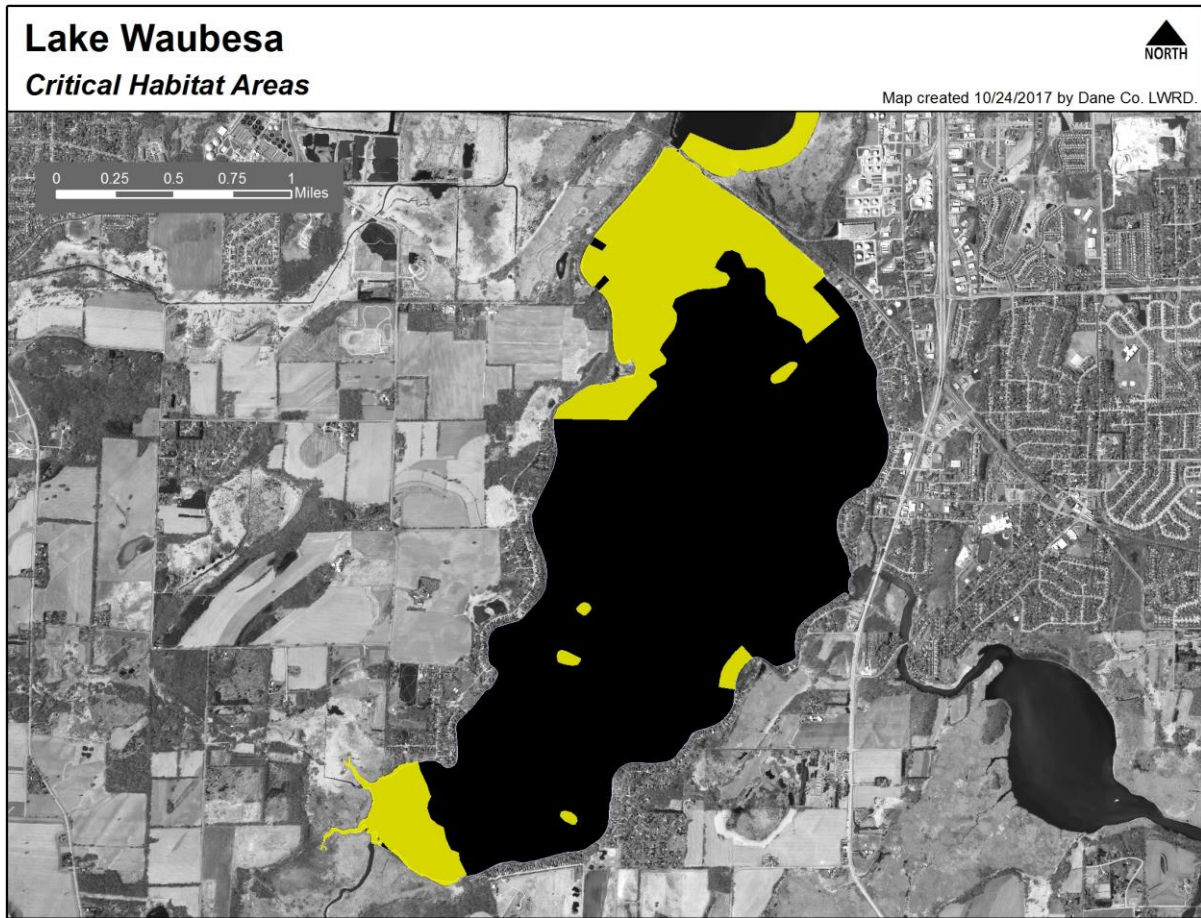 Lake Waubesa
Critical Habitat Areas
NORTH
Map created 10/24/2017 by Dane Co. LWRD.
0 0.25 0.5 0.75 1
Miles